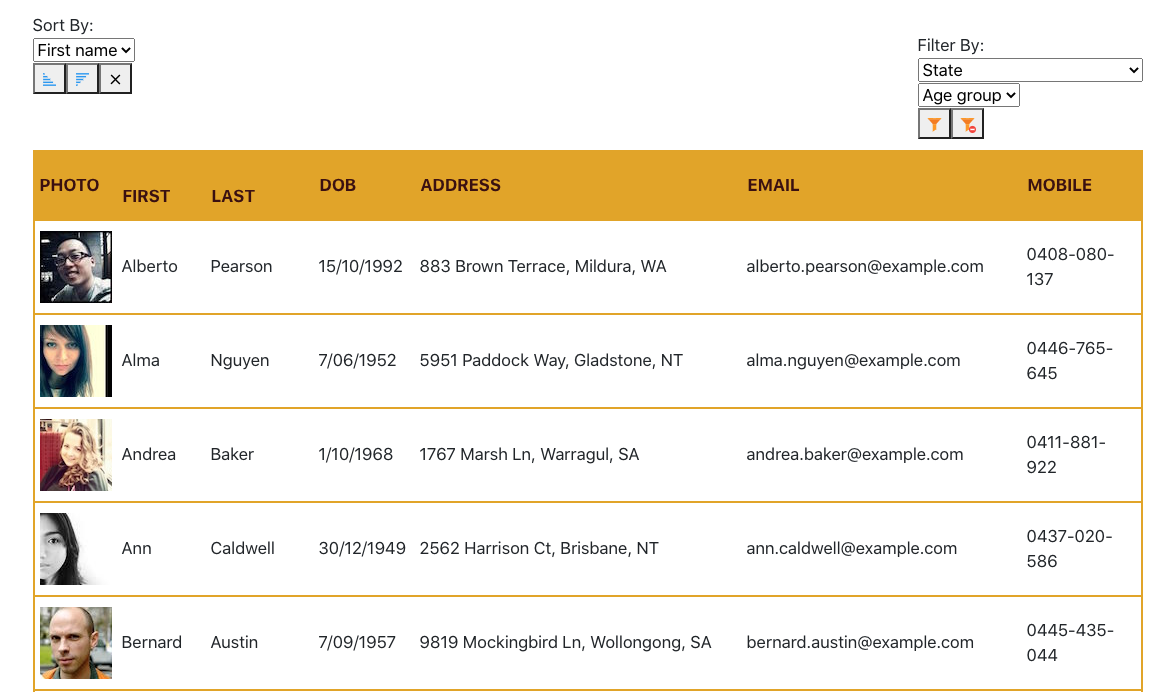 Sort By:
First name
Filter By:
State
Age group
PHOTO FIRST LAST DOB ADDRESS EMAIL MOBILE
Alberto Pearson 15/10/1992 883 Brown Terrace, Mildura, WA alberto.pearson@example.com 0408-080-
137
Alma Nguyen 7/06/1952 5951 Paddock Way, Gladstone, NT alma.nguyen@example.com 0446-765-
645
Andrea Baker 1/10/1968 1767 Marsh Ln, Warragul, SA andrea.baker@example.com 0411-881-
922
Ann Caldwell 30/12/1949 2562 Harrison Ct, Brisbane, NT ann.caldwell@example.com 0437-020-
586
Bernard Austin 7/09/1957 9819 Mockingbird Ln, Wollongong, SA bernard.austin@example.com 0445-435-
044